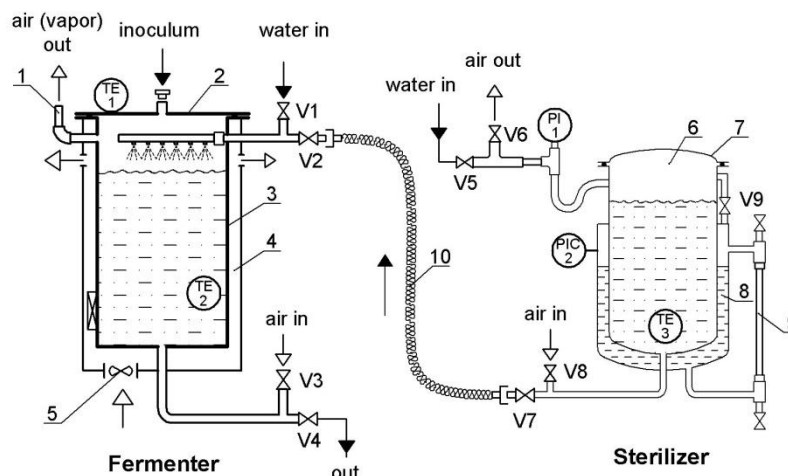 air (vapor)
out
inoculum
water in
1
TE
1
2
V1
V2
3
4
TE
2
air in
V3
V4
5
out
Fermenter
10
water in
air out
V6
V5
PI
1
6
7
V9
PIC
2
8
TE
3
air in
V8
V7
Sterilizer